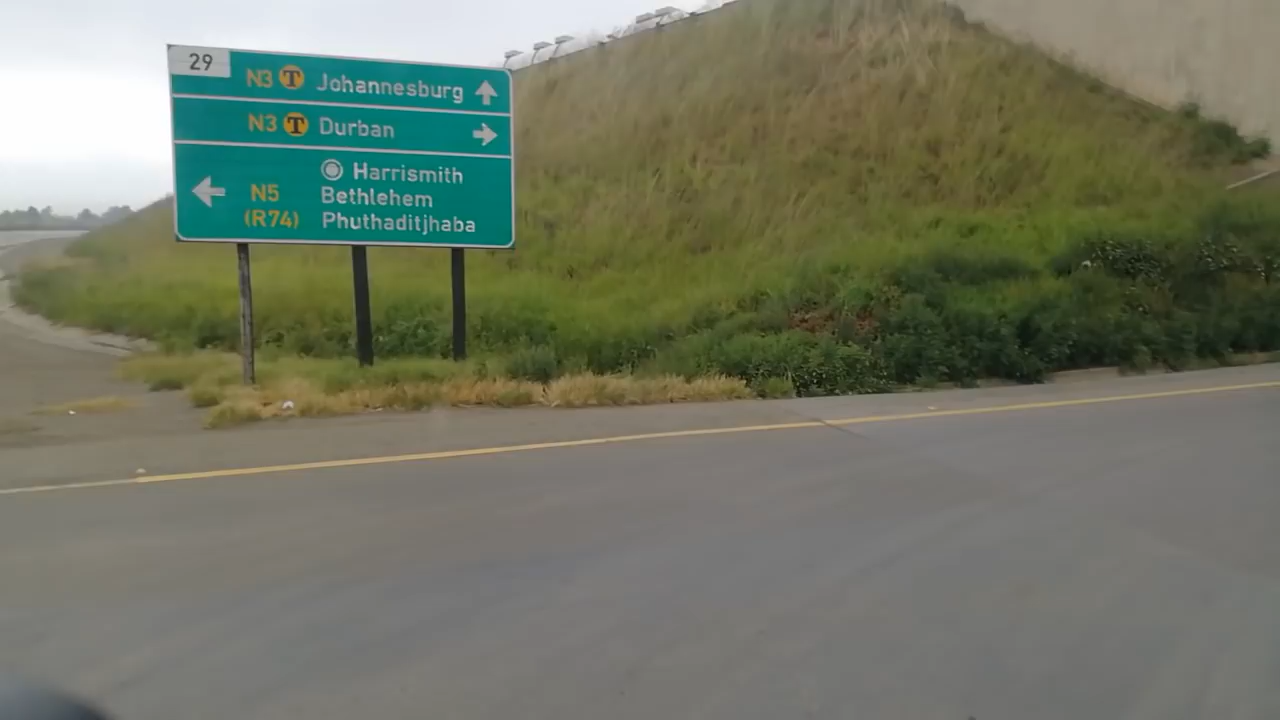 29
N3 T Johannesburg
N3 T Durban
Harrismith
N5 Bethlehem
(R74) Phuthaditjhaba